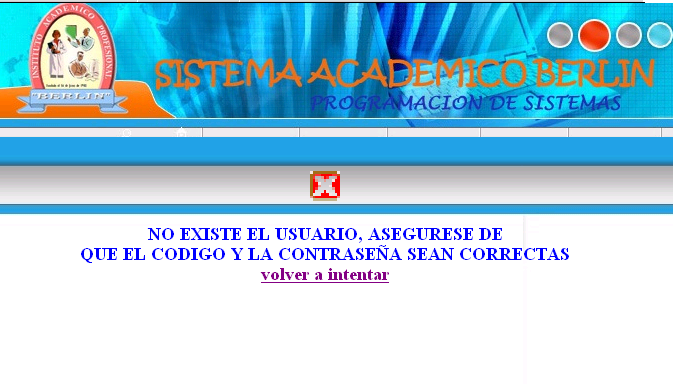 INSTITUTO ACADEMICO PROFESIONAL
"BERLIN"
SISTEMA ACADEMICO BERLIN
PROGRAMACION DE SISTEMAS
NO EXISTE EL USUARIO, ASEGURESE DE
QUE EL CODIGO Y LA CONTRASEÑA SEAN CORRECTAS
volver a intentar